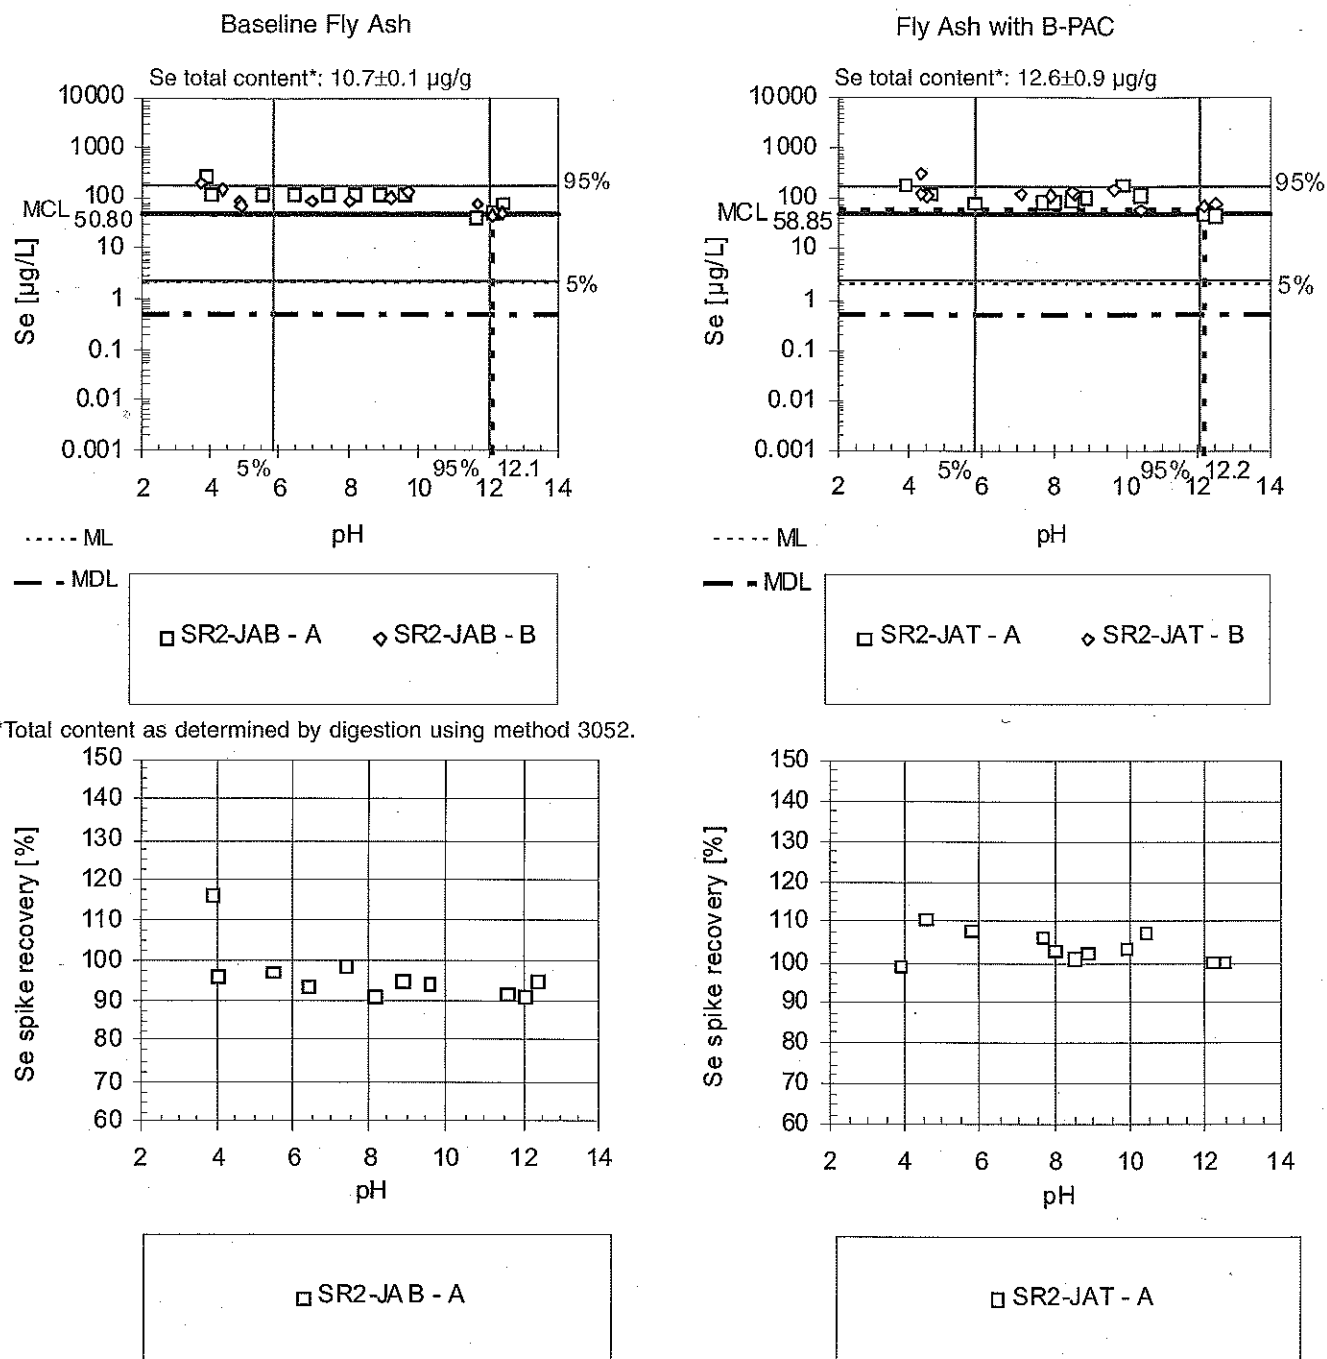 Baseline Fly Ash
Se total content*: 10.7±0.1 µg/g
10000
1000
100
MCL
50.80
10
1
0.1
0.01
0.001
Se [µg/L]
95%
5%
5%
95%
12.1
2 4 6 8 10 12 14
pH
ML
MDL
SR2-JAB - A SR2-JAB - B
Fly Ash with B-PAC
Se total content*: 12.6±0.9 µg/g
10000
1000
100
MCL
58.85
10
1
0.1
0.01
0.001
Se [µg/L]
95%
5%
5%
95%
12.2
2 4 6 8 10 12 14
pH
ML
MDL
SR2-JAT - A SR2-JAT - B
*Total content as determined by digestion using method 3052.
150
140
130
120
110
100
90
80
70
60
Se spike recovery [%]
2 4 6 8 10 12 14
pH
SR2-JAB - A
150
140
130
120
110
100
90
80
70
60
Se spike recovery [%]
2 4 6 8 10 12 14
pH
SR2-JAT - A